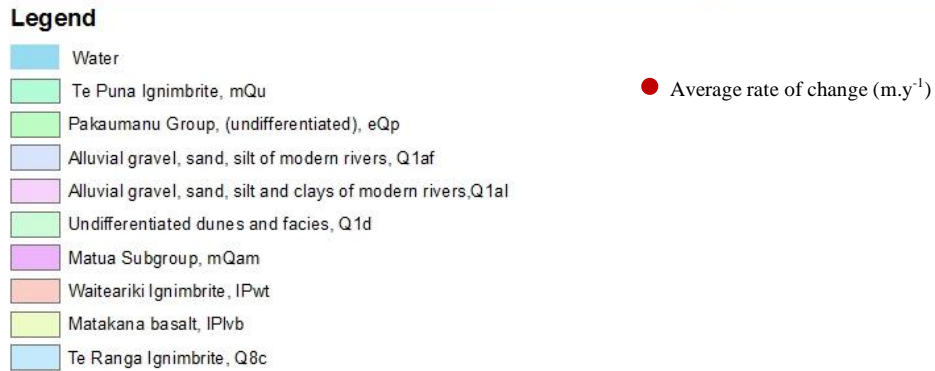 Legend
Water
Te Puna Ignimbrite, mQu
Average rate of change (m.y⁻¹)
Pakaumanu Group, (undifferentiated), eQp
Alluvial gravel, sand, silt of modern rivers, Q1af
Alluvial gravel, sand, silt and clays of modern rivers,Q1al
Undifferentiated dunes and facies, Q1d
Matua Subgroup, mQam
Waiteariki Ignimbrite, lPwt
Matakana basalt, lPlvb
Te Ranga Ignimbrite, Q8c